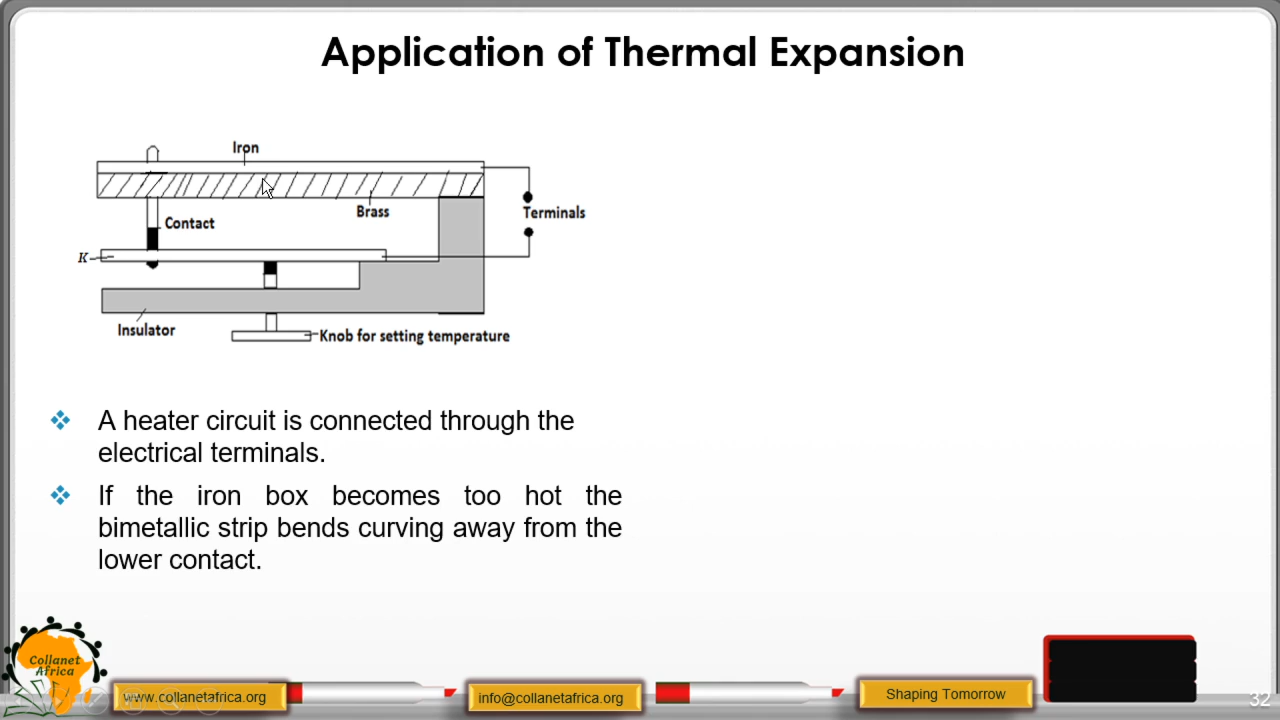 Application of Thermal Expansion
Iron
Brass
Contact
Terminals
K
Insulator
Knob for setting temperature
A heater circuit is connected through the
electrical terminals.
If the iron box becomes too hot the
bimetallic strip bends curving away from the
lower contact.
Collanet
Africa
www.collanetafrica.org
info@collanetafrica.org
Shaping Tomorrow
32